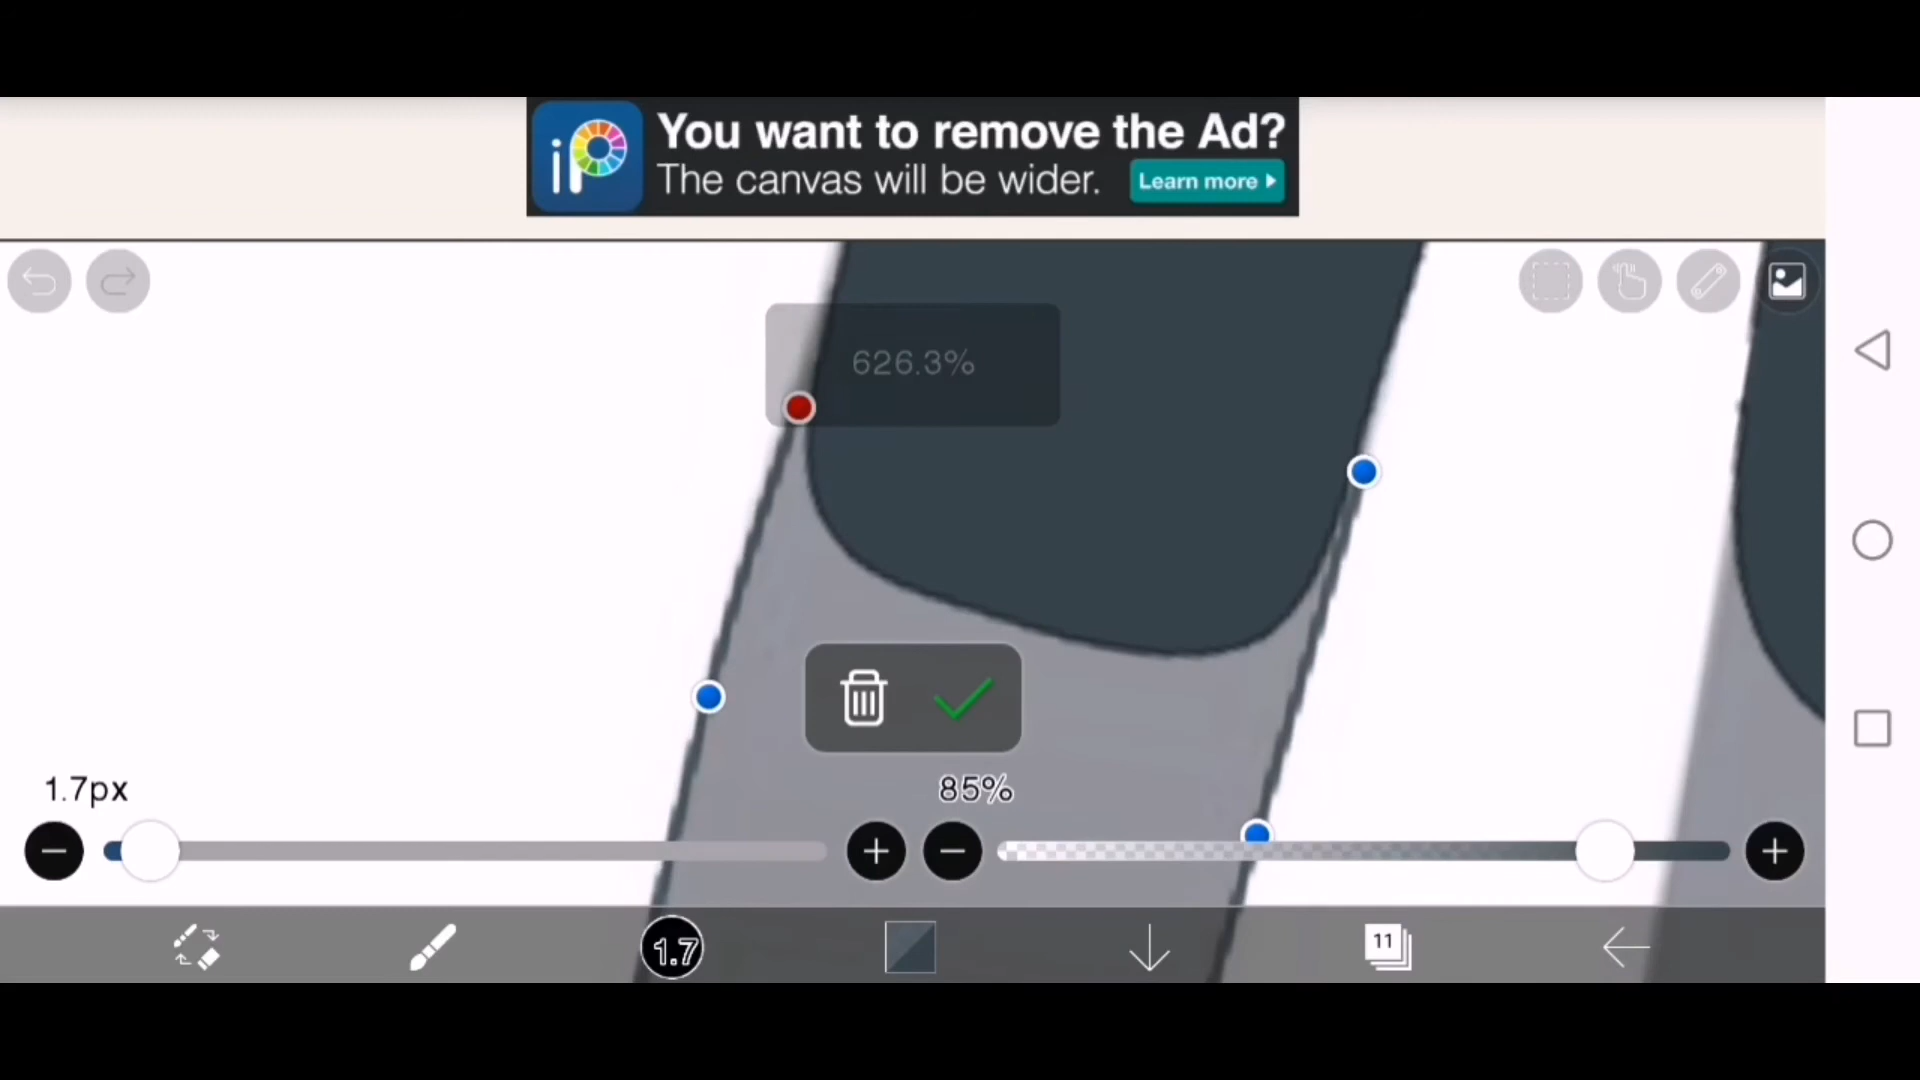 iP
You want to remove the Ad?
The canvas will be wider.
Learn more
626.3%
1.7px
85%
1.7
11